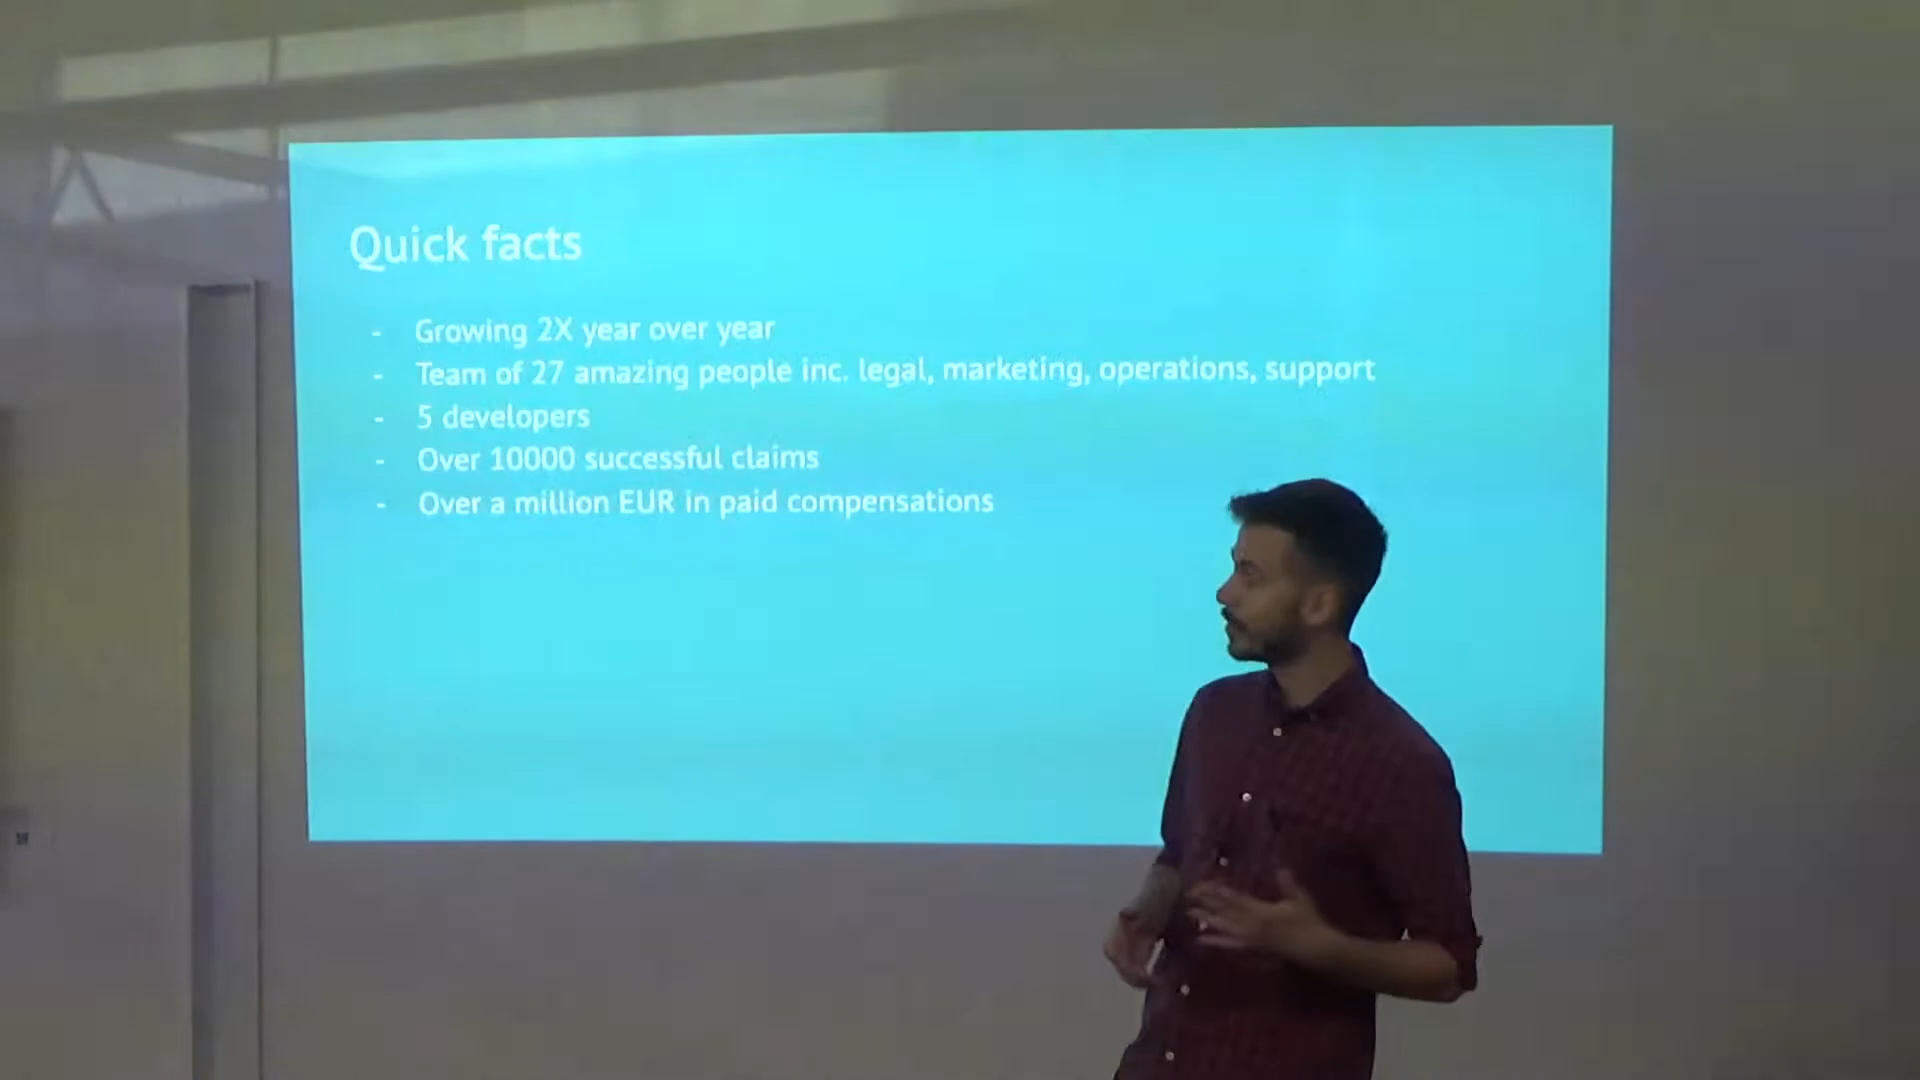 Quick facts
- Growing 2X year over year
- Team of 27 amazing people inc. legal, marketing, operations, support
- 5 developers
- Over 10000 successful claims
- Over a million EUR in paid compensations